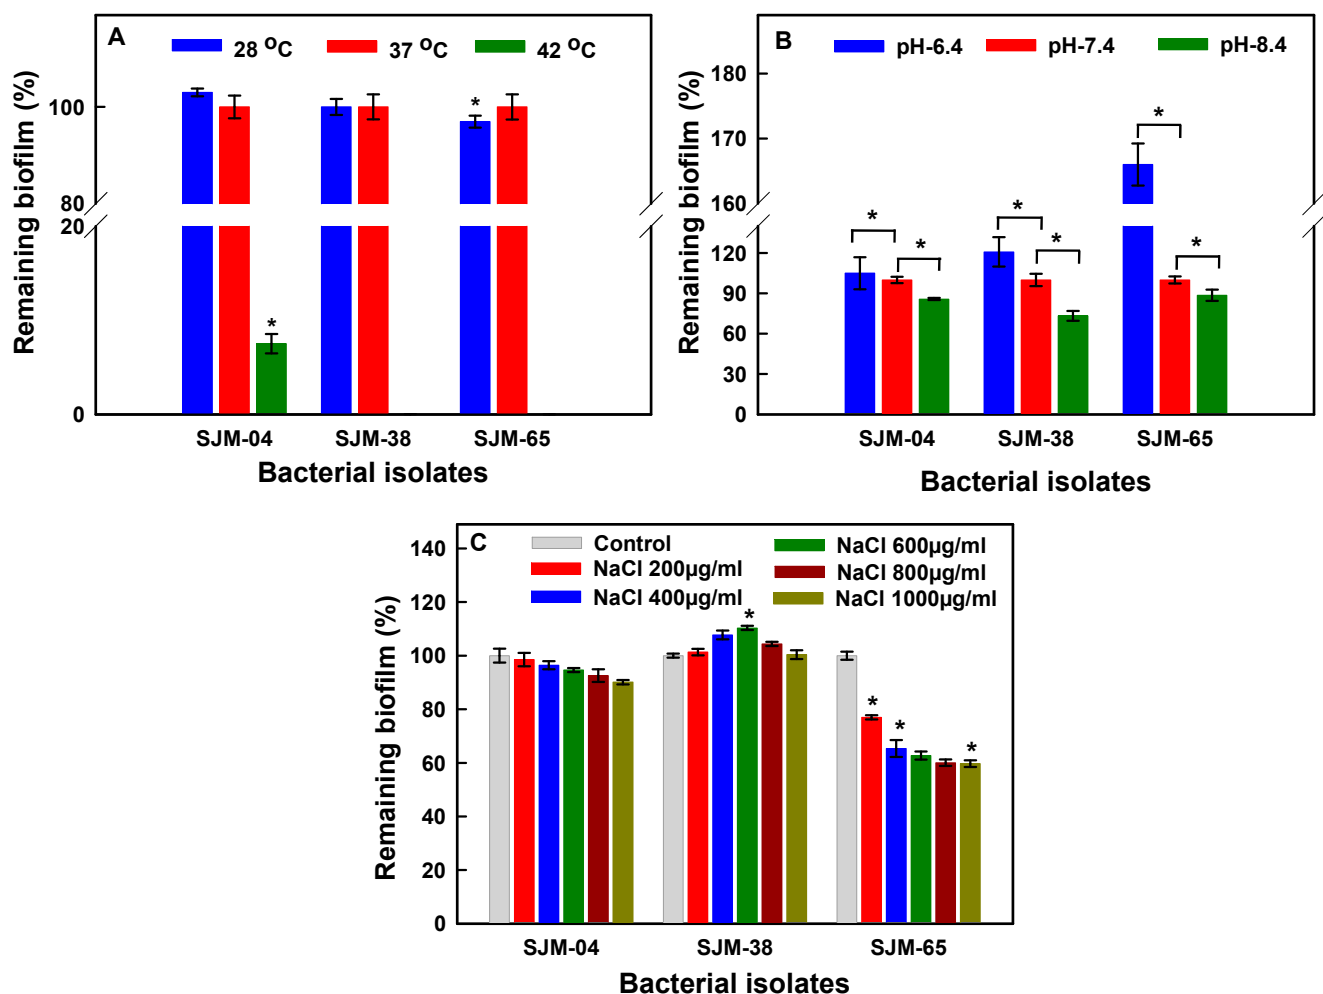 A
28 °C 37 °C 42 °C
Remaining biofilm (%)
100
80
20
0
*
*
SJM-04 SJM-38 SJM-65
Bacterial isolates
B
pH-6.4 pH-7.4 pH-8.4
Remaining biofilm (%)
180
170
160
120
90
60
30
0
* * * * * *
SJM-04 SJM-38 SJM-65
Bacterial isolates
C
Control
NaCl 200µg/ml
NaCl 400µg/ml
NaCl 600µg/ml
NaCl 800µg/ml
NaCl 1000µg/ml
Remaining biofilm (%)
140
120
100
80
60
40
20
0
* * * *
SJM-04 SJM-38 SJM-65
Bacterial isolates